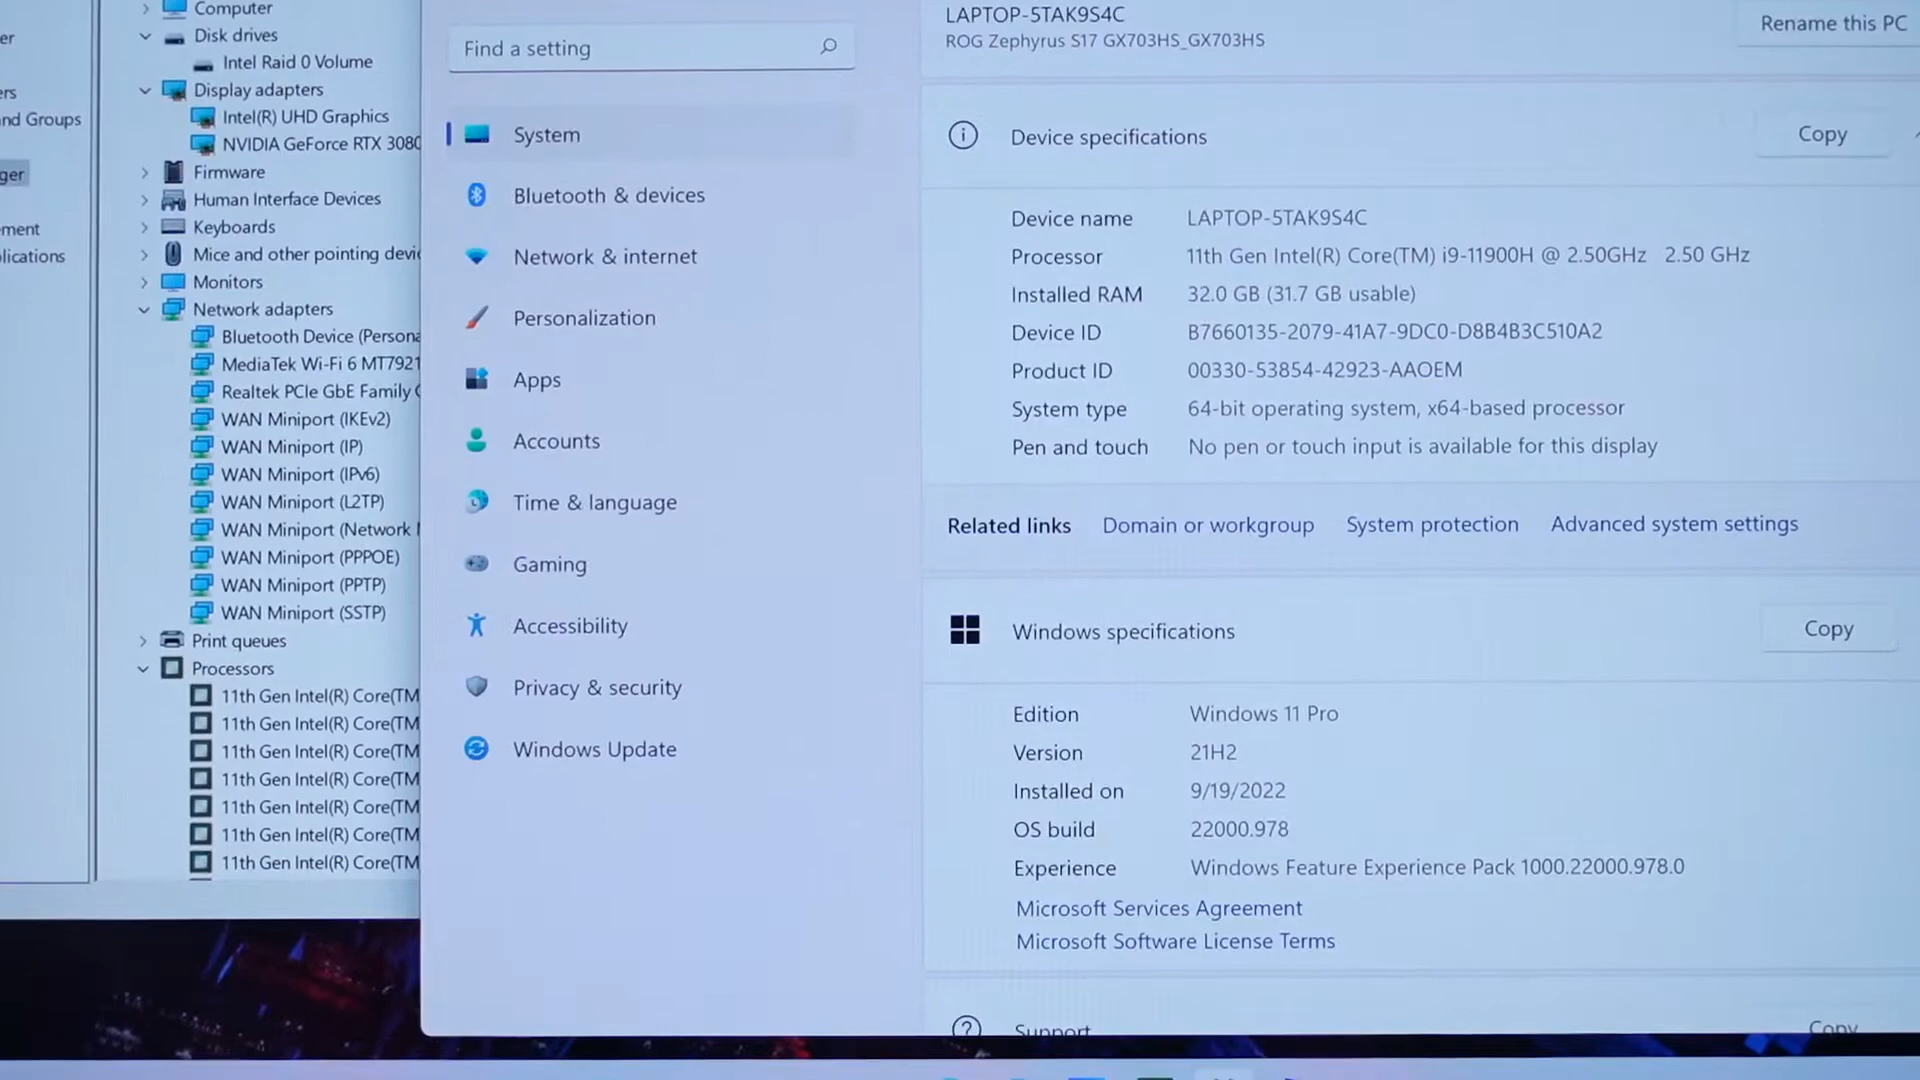 er
ers
nd Groups
ger
ment
lications
Computer
Disk drives
Intel Raid 0 Volume
Display adapters
Intel(R) UHD Graphics
NVIDIA GeForce RTX 3080
Firmware
Human Interface Devices
Keyboards
Mice and other pointing devi
Monitors
Network adapters
Bluetooth Device (Persona
MediaTek Wi-Fi 6 MT7921
Realtek PCIe GbE Family C
WAN Miniport (IKEv2)
WAN Miniport (IP)
WAN Miniport (IPv6)
WAN Miniport (L2TP)
WAN Miniport (Network M
WAN Miniport (PPPOE)
WAN Miniport (PPTP)
WAN Miniport (SSTP)
Print queues
Processors
11th Gen Intel(R) Core(TM
11th Gen Intel(R) Core(TM
11th Gen Intel(R) Core(TM
11th Gen Intel(R) Core(TM
11th Gen Intel(R) Core(TM
11th Gen Intel(R) Core(TM
11th Gen Intel(R) Core(TM
Find a setting
System
Bluetooth & devices
Network & internet
Personalization
Apps
Accounts
Time & language
Gaming
Accessibility
Privacy & security
Windows Update
LAPTOP-5TAK9S4C
ROG Zephyrus S17 GX703HS_GX703HS
Rename this PC
Device specifications
Copy
Device name LAPTOP-5TAK9S4C
Processor 11th Gen Intel(R) Core(TM) i9-11900H @ 2.50GHz 2.50 GHz
Installed RAM 32.0 GB (31.7 GB usable)
Device ID B7660135-2079-41A7-9DC0-D8B4B3C510A2
Product ID 00330-53854-42923-AAOEM
System type 64-bit operating system, x64-based processor
Pen and touch No pen or touch input is available for this display
Related links Domain or workgroup System protection Advanced system settings
Windows specifications
Copy
Edition Windows 11 Pro
Version 21H2
Installed on 9/19/2022
OS build 22000.978
Experience Windows Feature Experience Pack 1000.22000.978.0
Microsoft Services Agreement
Microsoft Software License Terms
Support
Copy